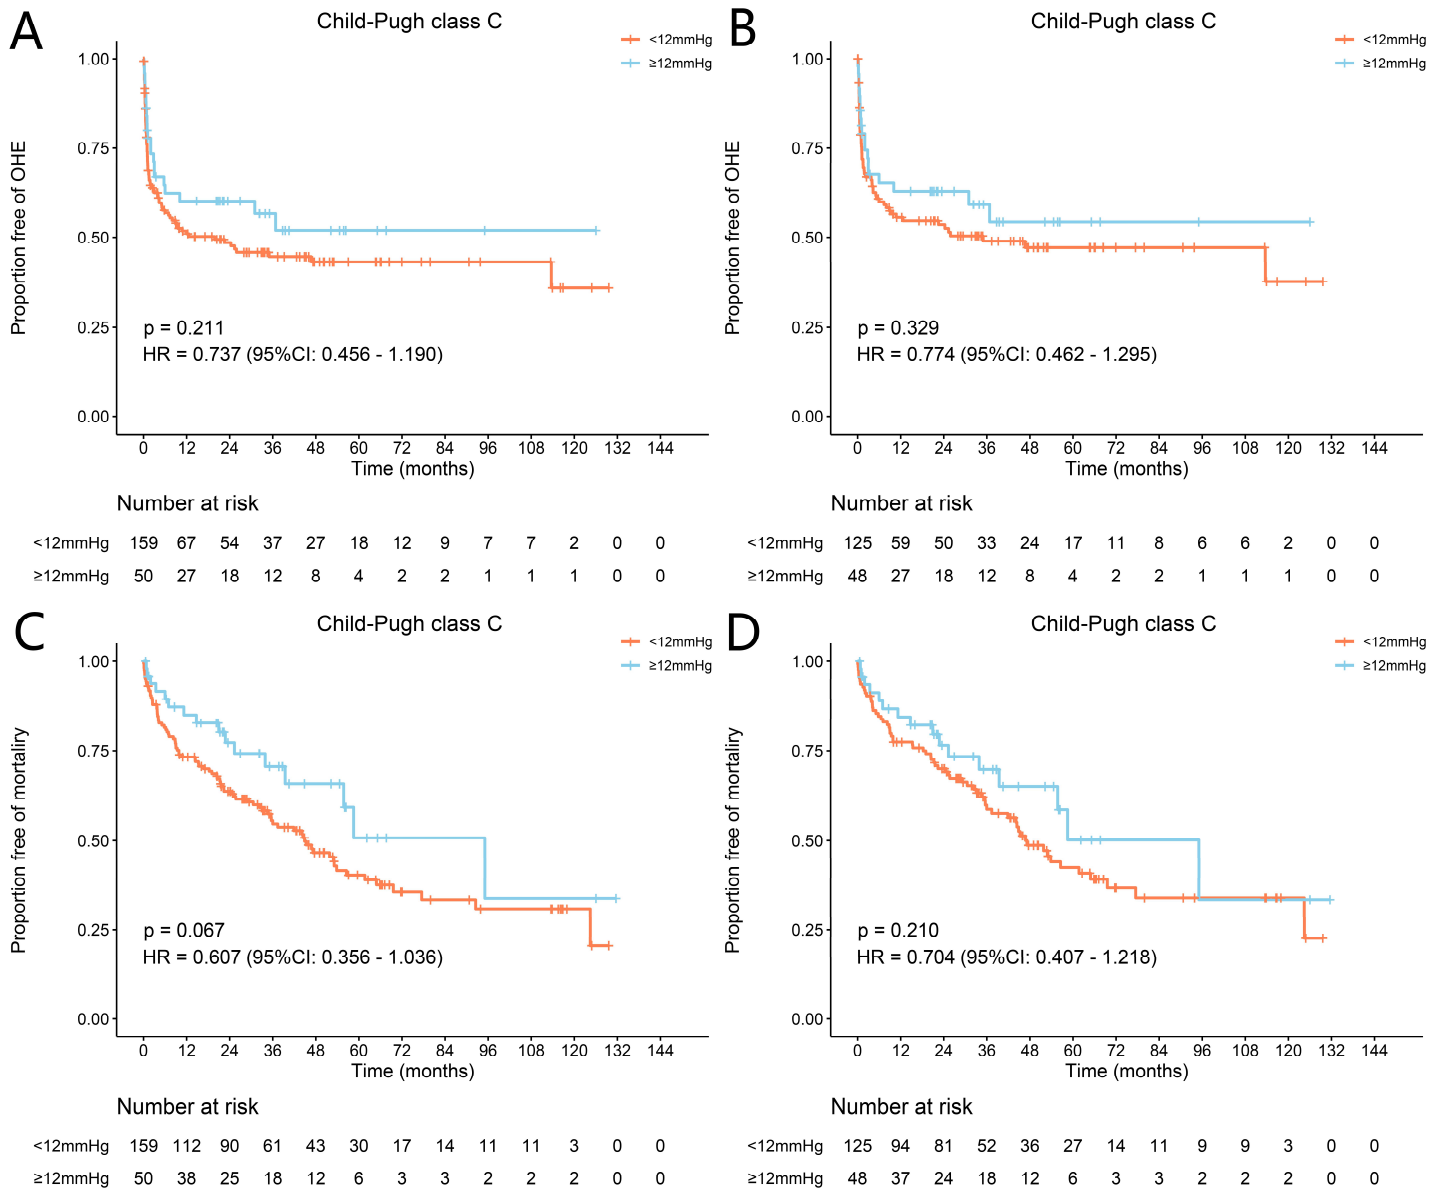 A
Child-Pugh class C
<12mmHg
≥12mmHg
Proportion free of OHE
1.00
0.75
0.50
0.25
0.00
p = 0.211
HR = 0.737 (95%CI: 0.456 - 1.190)
0 12 24 36 48 60 72 84 96 108 120 132 144
Time (months)
Number at risk
<12mmHg 159 67 54 37 27 18 12 9 7 7 2 0 0
≥12mmHg 50 27 18 12 8 4 2 2 1 1 1 0 0
B
Child-Pugh class C
<12mmHg
≥12mmHg
Proportion free of OHE
1.00
0.75
0.50
0.25
0.00
p = 0.329
HR = 0.774 (95%CI: 0.462 - 1.295)
0 12 24 36 48 60 72 84 96 108 120 132 144
Time (months)
Number at risk
<12mmHg 125 59 50 33 24 17 11 8 6 6 2 0 0
≥12mmHg 48 27 18 12 8 4 2 2 1 1 1 0 0
C
Child-Pugh class C
<12mmHg
≥12mmHg
Proportion free of mortaliry
1.00
0.75
0.50
0.25
0.00
p = 0.067
HR = 0.607 (95%CI: 0.356 - 1.036)
0 12 24 36 48 60 72 84 96 108 120 132 144
Time (months)
Number at risk
<12mmHg 159 112 90 61 43 30 17 14 11 11 3 0 0
≥12mmHg 50 38 25 18 12 6 3 3 2 2 2 0 0
D
Child-Pugh class C
<12mmHg
≥12mmHg
Proportion free of mortaliry
1.00
0.75
0.50
0.25
0.00
p = 0.210
HR = 0.704 (95%CI: 0.407 - 1.218)
0 12 24 36 48 60 72 84 96 108 120 132 144
Time (months)
Number at risk
<12mmHg 125 94 81 52 36 27 14 11 9 9 3 0 0
≥12mmHg 48 37 24 18 12 6 3 3 2 2 2 0 0